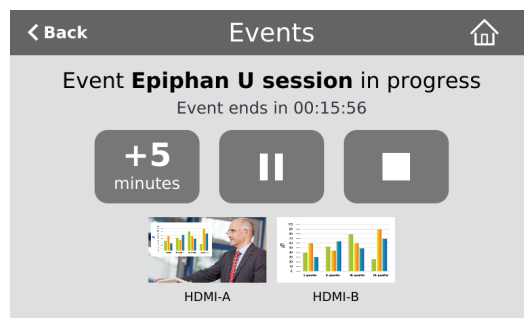 Back
Events
Event Epiphan U session in progress
Event ends in 00:15:56
+5
minutes
HDMI-A
HDMI-B